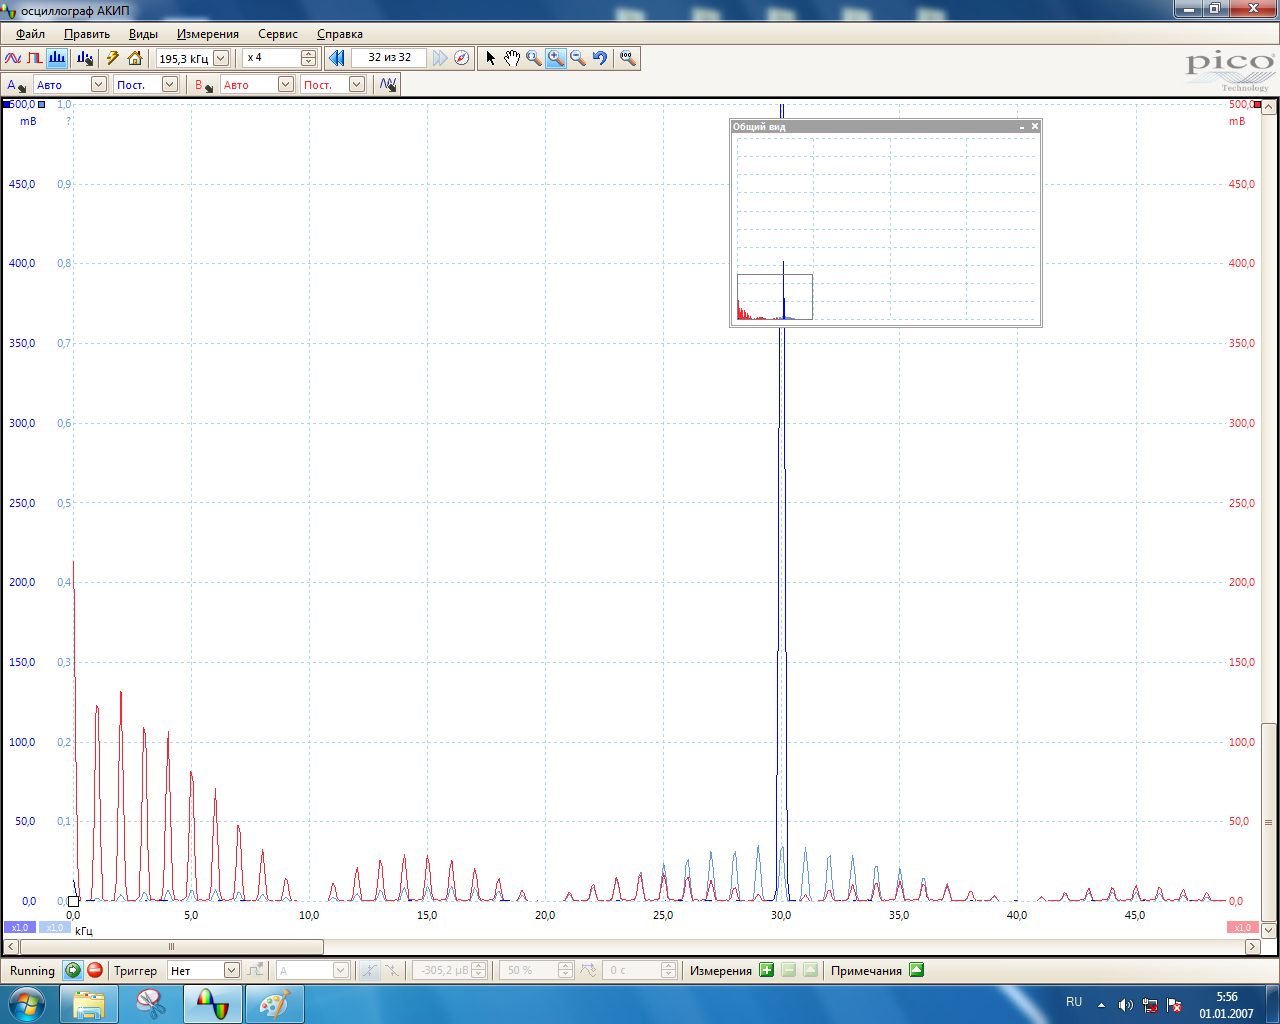 осциллограф АКИП
Файл Править Виды Измерения Сервис Справка
195,3 кГц x 4 32 из 32
pico
Technology
A Авто Пост. B Авто Пост.
500,0 1,0 500,0
mB ? mB
Общий вид
450,0 0,9 450,0
400,0 0,8 400,0
350,0 0,7 350,0
300,0 0,6 300,0
250,0 0,5 250,0
200,0 0,4 200,0
150,0 0,3 150,0
100,0 0,2 100,0
50,0 0,1 50,0
0,0 0,0 0,0
0,0 5,0 10,0 15,0 20,0 25,0 30,0 35,0 40,0 45,0
x1,0 x1,0 кГц x1,0
Running Триггер Нет A -305,2 µВ 50 % 0 с Измерения Примечания
RU 5:56
01.01.2007